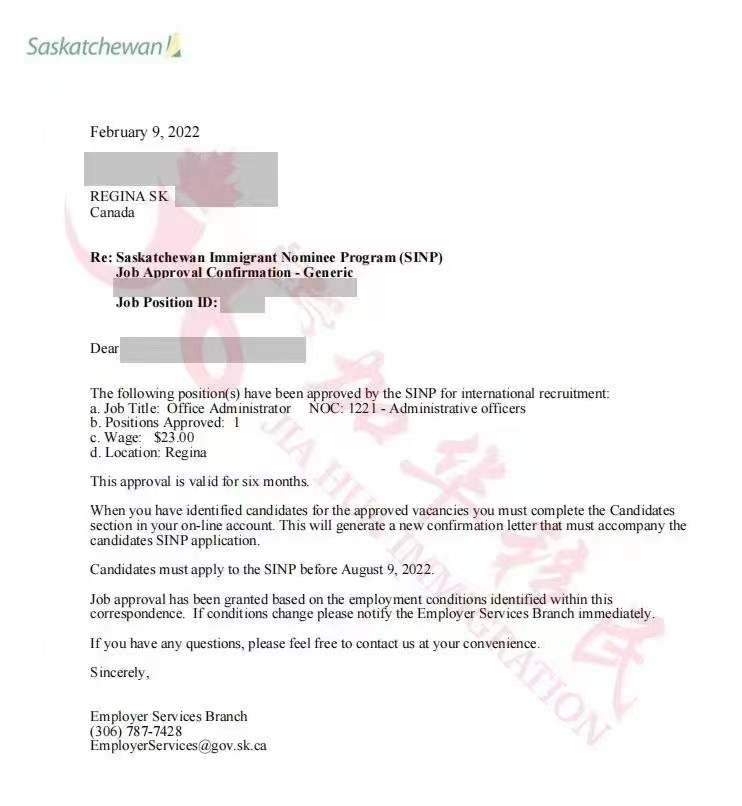 Saskatchewan
February 9, 2022
REGINA SK
Canada
Re: Saskatchewan Immigrant Nominee Program (SINP)
Job Approval Confirmation - Generic
Job Position ID:
Dear
The following position(s) have been approved by the SINP for international recruitment:
a. Job Title: Office Administrator NOC: 1221 - Administrative officers
b. Positions Approved: 1
c. Wage: $23.00
d. Location: Regina
This approval is valid for six months.
When you have identified candidates for the approved vacancies you must complete the Candidates
section in your on-line account. This will generate a new confirmation letter that must accompany the
candidates SINP application.
Candidates must apply to the SINP before August 9, 2022.
Job approval has been granted based on the employment conditions identified within this
correspondence. If conditions change please notify the Employer Services Branch immediately.
If you have any questions, please feel free to contact us at your convenience.
Sincerely,
Employer Services Branch
(306) 787-7428
EmployerServices@gov.sk.ca
加华移民
JIA HUA IMMIGRATION